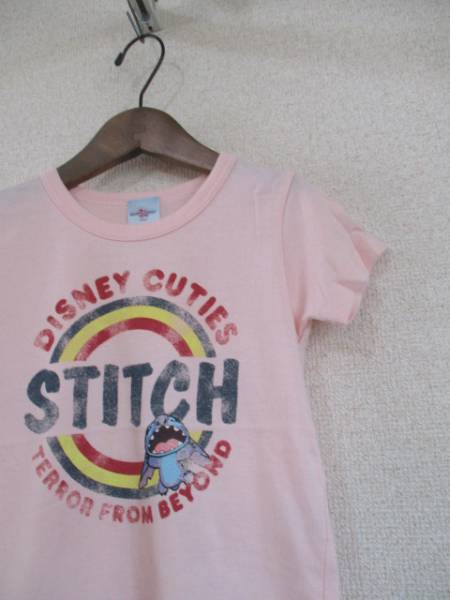 DISNEY CUTIES
STITCH
TERROR FROM BEYOND